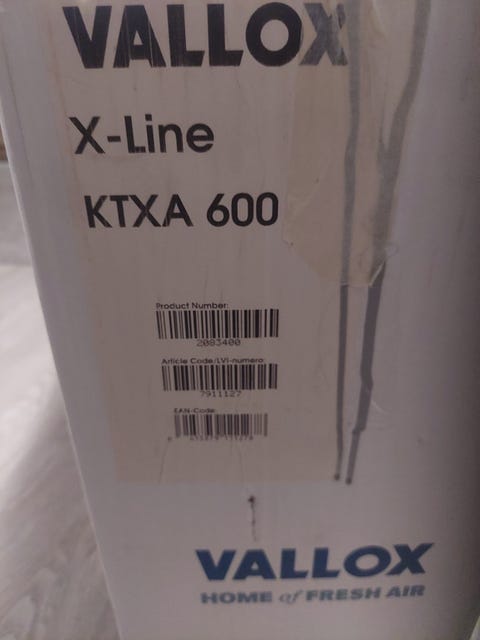 VALLOX
X-Line
KTXA 600
Product Number:
2083400
Article Code/LVI-numero:
7911127
EAN-Code:
VALLOX
HOME of FRESH AIR